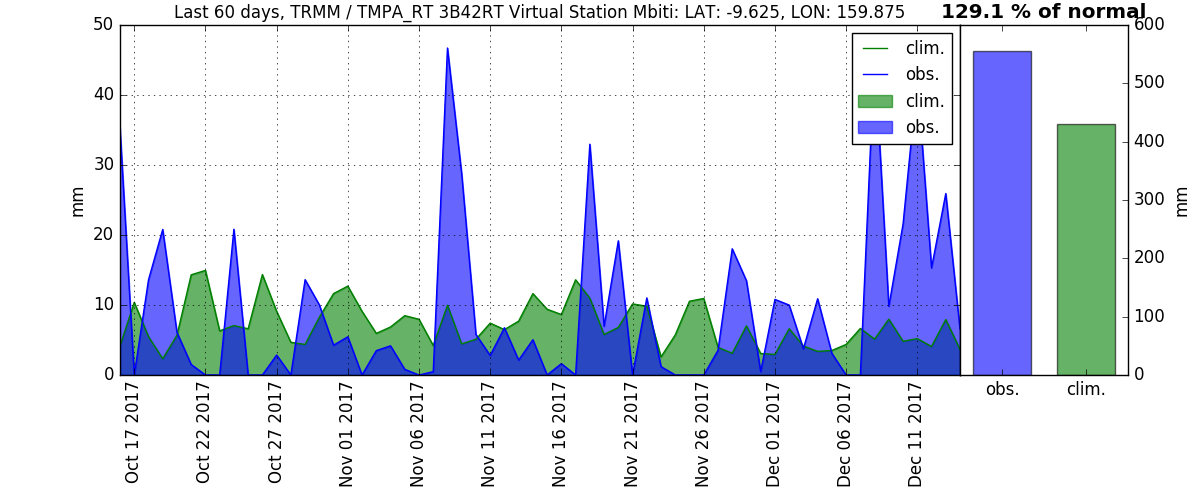 Last 60 days, TRMM / TMPA_RT 3B42RT Virtual Station Mbiti: LAT: -9.625, LON: 159.875
129.1 % of normal
50
40
30
20
10
0
mm
clim.
obs.
clim.
obs.
600
500
400
300
200
100
0
mm
Oct 17 2017
Oct 22 2017
Oct 27 2017
Nov 01 2017
Nov 06 2017
Nov 11 2017
Nov 16 2017
Nov 21 2017
Nov 26 2017
Dec 01 2017
Dec 06 2017
Dec 11 2017
obs.
clim.